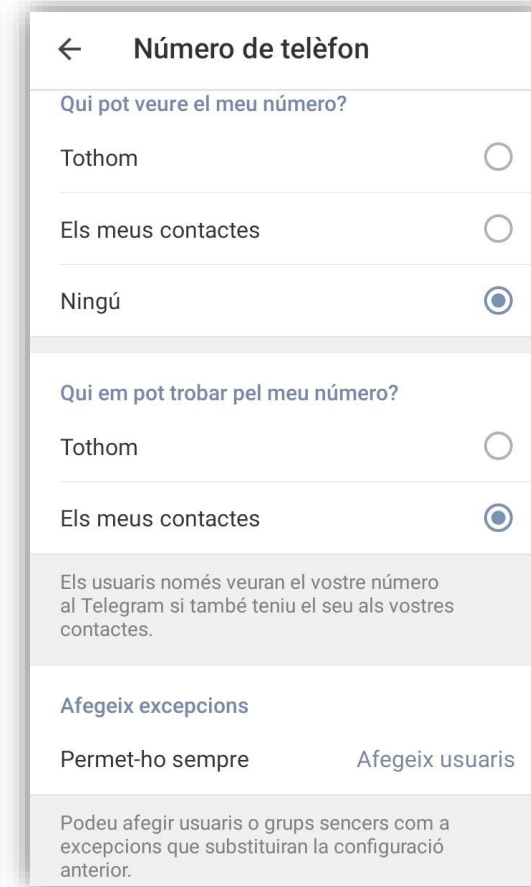 Número de telèfon
Qui pot veure el meu número?
Tothom
Els meus contactes
Ningú
Qui em pot trobar pel meu número?
Tothom
Els meus contactes
Els usuaris només veuran el vostre número
al Telegram si també teniu el seu als vostres
contactes.
Afegeix excepcions
Permet-ho sempre Afegeix usuaris
Podeu afegir usuaris o grups sencers com a
excepcions que substituiran la configuració
anterior.